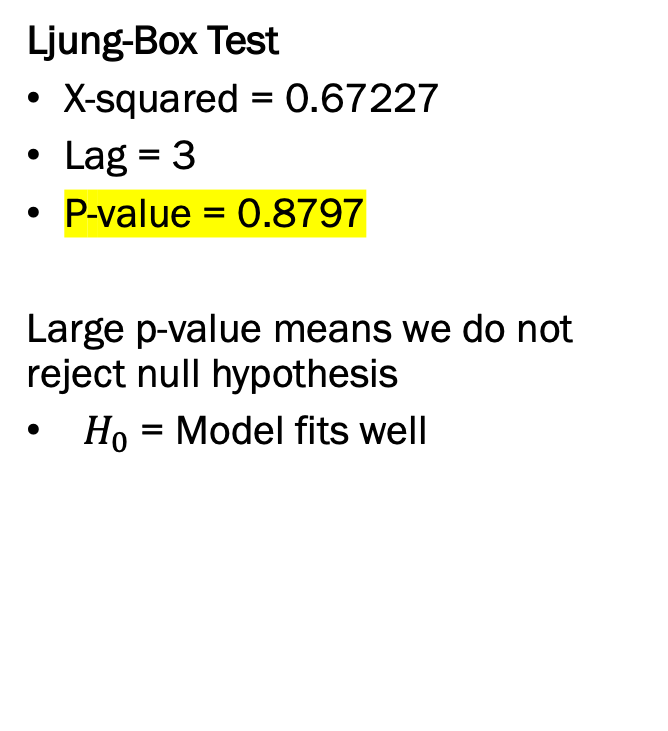 Ljung-Box Test
• X-squared = 0.67227
• Lag = 3
• P-value = 0.8797
Large p-value means we do not
reject null hypothesis
• H₀ = Model fits well